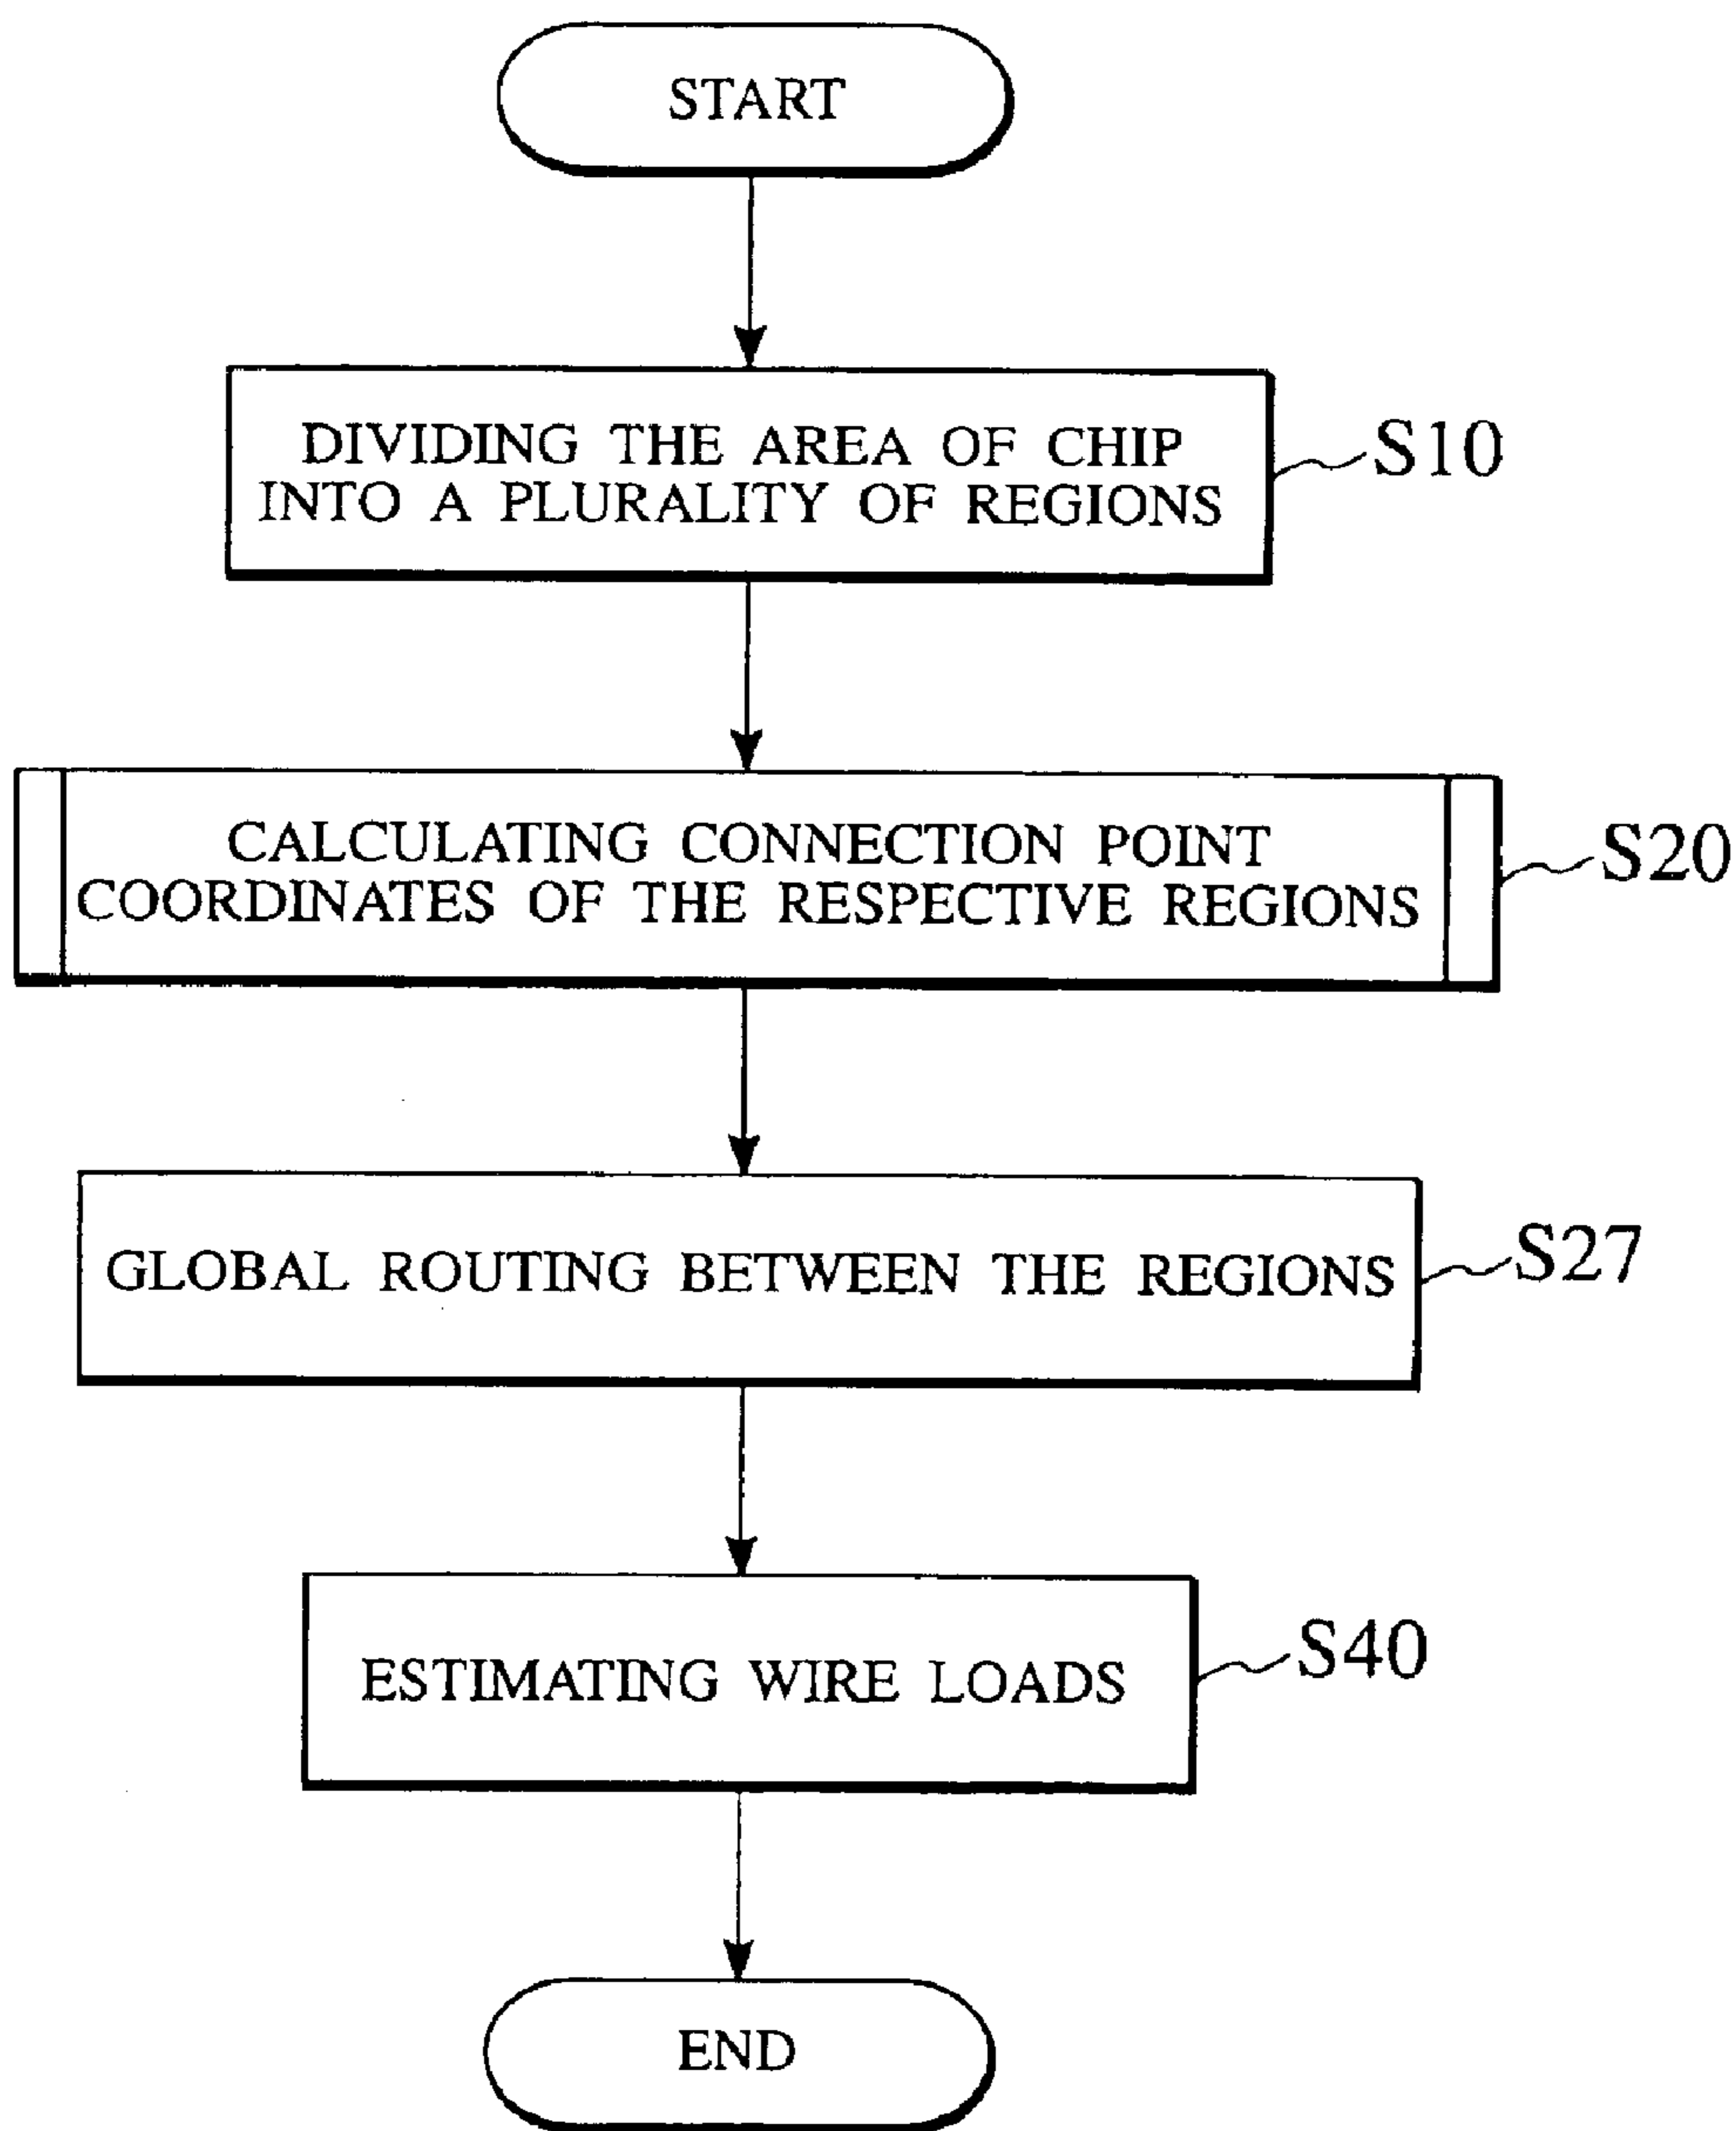 START
DIVIDING THE AREA OF CHIP
INTO A PLURALITY OF REGIONS
S10
CALCULATING CONNECTION POINT
COORDINATES OF THE RESPECTIVE REGIONS
S20
GLOBAL ROUTING BETWEEN THE REGIONS
S27
ESTIMATING WIRE LOADS
S40
END